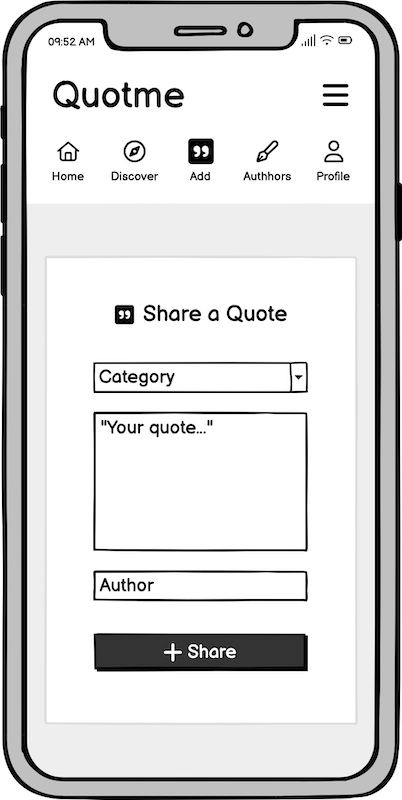 09:52 AM
Quotme
Home Discover Add Authhors Profile
Share a Quote
Category
"Your quote..."
Author
+ Share